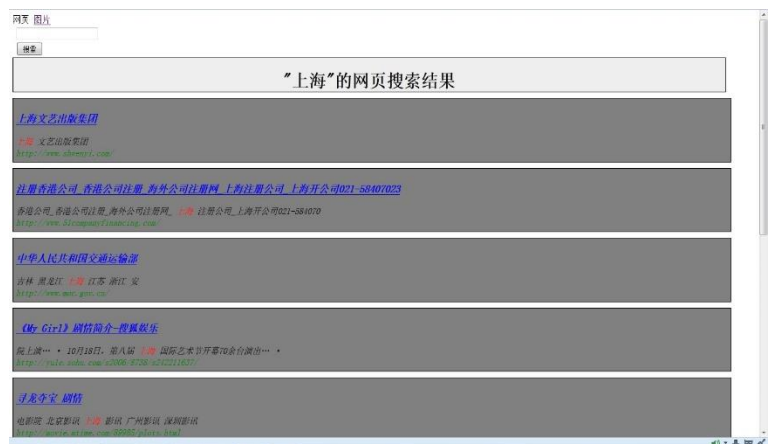 网页 图片
搜索
"上海"的网页搜索结果
上海文艺出版集团
上海 文艺出版集团
http://www.shwenyi.com/
注册香港公司_香港公司注册_海外公司注册网_上海注册公司_上海开公司021-58407023
香港公司_香港公司注册_海外公司注册网_ 上海 注册公司_上海开公司021-584070
http://www.51companyfinancing.com/
中华人民共和国交通运输部
吉林 黑龙江 上海 江苏 浙江 安
http://www.moc.gov.cn/
《My Girl》剧情简介-搜狐娱乐
院上演… • 10月18日，第八届 上海 国际艺术节开幕70余台演出… •
寻龙夺宝 剧情
电影院 北京影讯 上海 影讯 广州影讯 深圳影讯